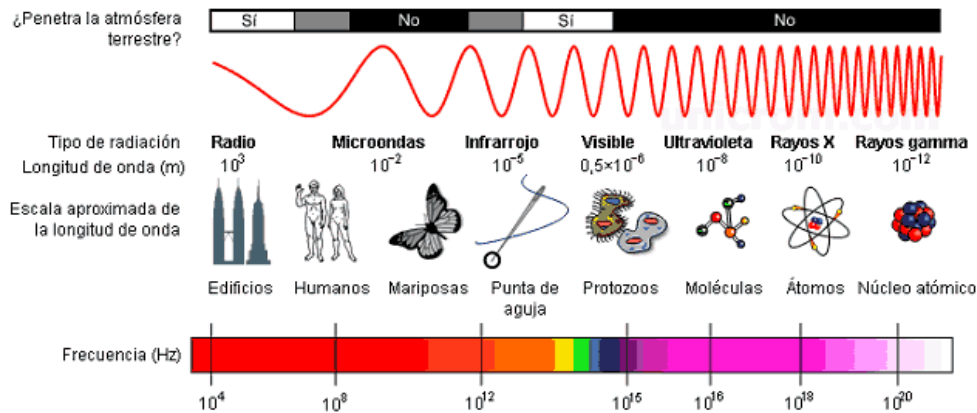 ¿Penetra la atmósfera
terrestre?
Sí No Sí No
Tipo de radiación Radio Microondas Infrarrojo Visible Ultravioleta Rayos X Rayos gamma
Longitud de onda (m) 10³ 10⁻² 10⁻⁵ 0,5×10⁻⁶ 10⁻⁸ 10⁻¹⁰ 10⁻¹²
Escala aproximada de
la longitud de onda
Edificios Humanos Mariposas Punta de Protozoos Moléculas Átomos Núcleo atómico
aguja
Frecuencia (Hz)
10⁴ 10⁸ 10¹² 10¹⁵ 10¹⁶ 10¹⁸ 10²⁰